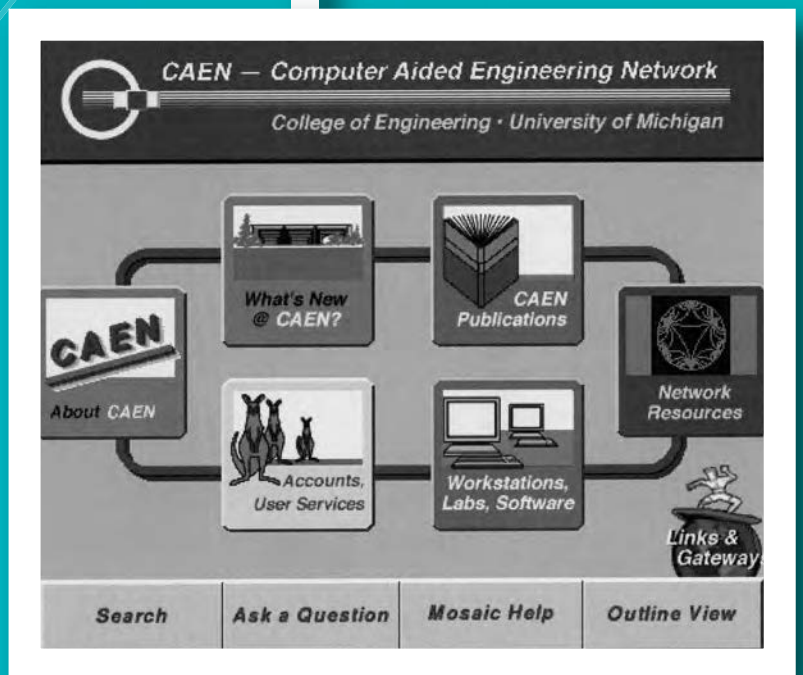 CAEN — Computer Aided Engineering Network
College of Engineering · University of Michigan
What's New
@ CAEN?
CAEN
Publications
CAEN
About CAEN
Network
Resources
Accounts,
User Services
Workstations,
Labs, Software
Links &
Gateways
Search
Ask a Question
Mosaic Help
Outline View